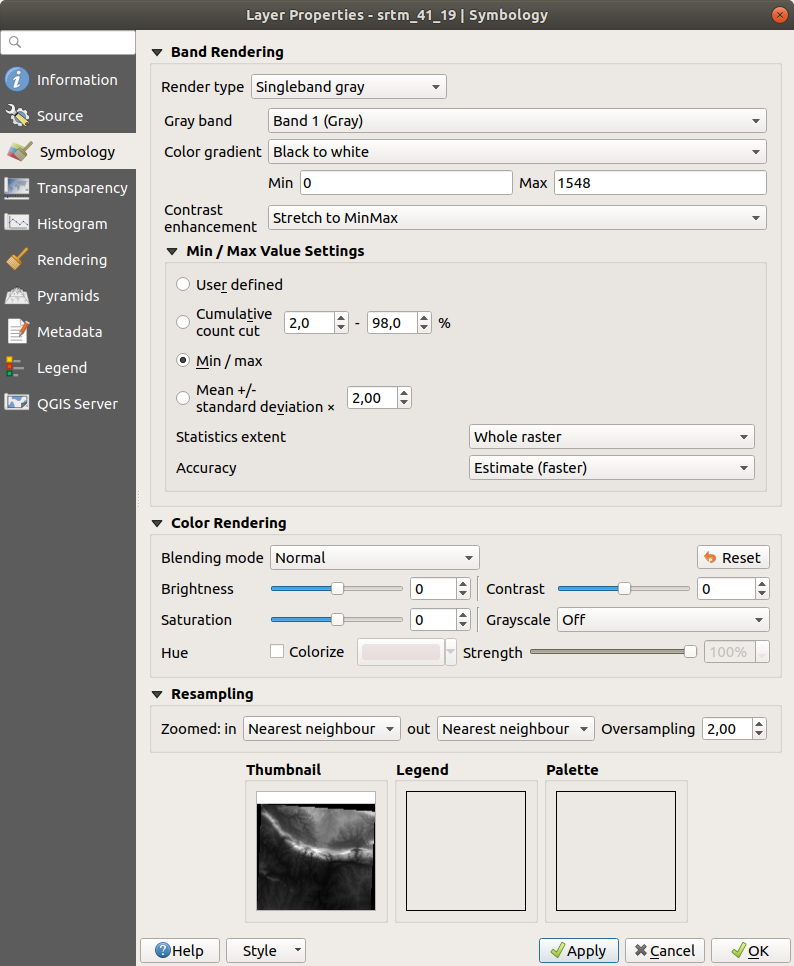 Layer Properties - srtm_41_19 | Symbology
Information
Source
Symbology
Transparency
Histogram
Rendering
Pyramids
Metadata
Legend
QGIS Server
Band Rendering
Render type Singleband gray
Gray band Band 1 (Gray)
Color gradient Black to white
Min 0 Max 1548
Contrast
enhancement Stretch to MinMax
Min / Max Value Settings
User defined
Cumulative
count cut 2,0 - 98,0 %
Min / max
Mean +/-
standard deviation × 2,00
Statistics extent Whole raster
Accuracy Estimate (faster)
Color Rendering
Blending mode Normal Reset
Brightness 0 Contrast 0
Saturation 0 Grayscale Off
Hue Colorize Strength 100%
Resampling
Zoomed: in Nearest neighbour out Nearest neighbour Oversampling 2,00
Thumbnail Legend Palette
Help Style Apply Cancel OK